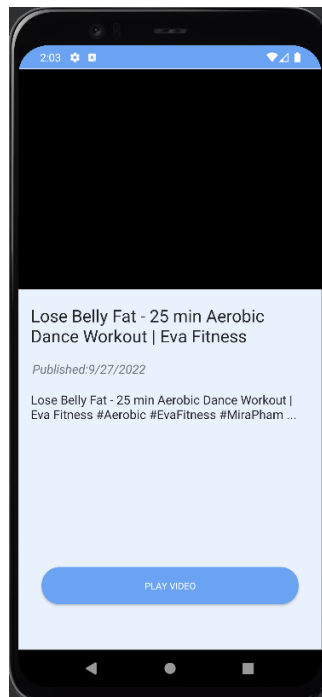 2:03
Lose Belly Fat - 25 min Aerobic
Dance Workout | Eva Fitness
Published:9/27/2022
Lose Belly Fat - 25 min Aerobic Dance Workout |
Eva Fitness #Aerobic #EvaFitness #MiraPham ...
PLAY VIDEO